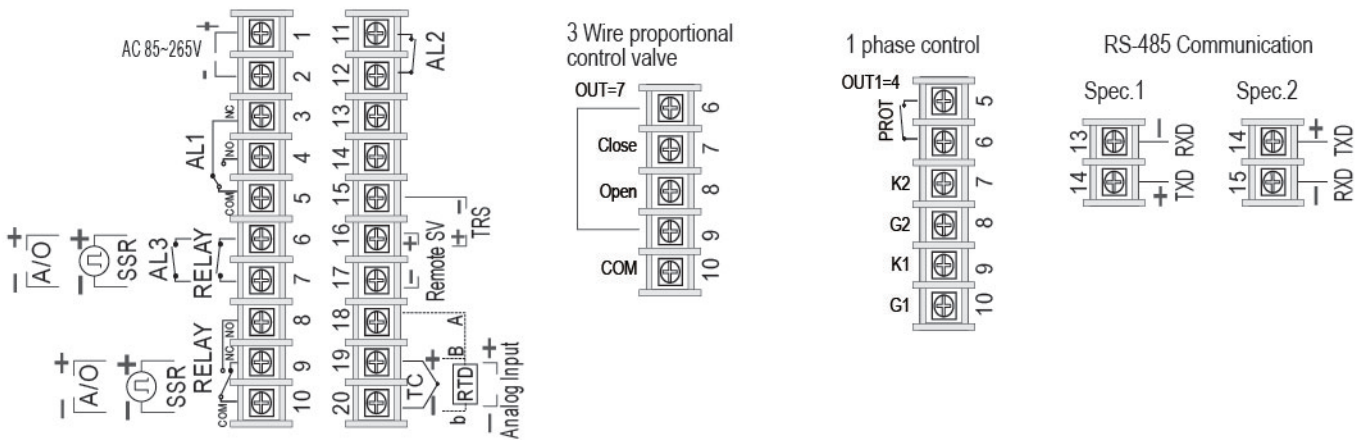 AC 85~265V
+
-
1
2
3
4
5
6
7
8
9
10
NC
NO
COM
AL1
+
−
A/O
+
−
SSR
AL3
RELAY
+
−
A/O
+
−
SSR
RELAY
NO
NC
COM
11
12
13
14
15
16
17
18
19
20
AL2
−
+
TRS
+
−
Remote SV
A
B
b
+
−
TC
RTD
+
−
Analog Input
3 Wire proportional
control valve
OUT=7
Close
Open
COM
6
7
8
9
10
1 phase control
OUT1=4
PROT
K2
G2
K1
G1
5
6
7
8
9
10
RS-485 Communication
Spec.1
13
14
− RXD
+ TXD
Spec.2
14
15
+ TXD
− RXD